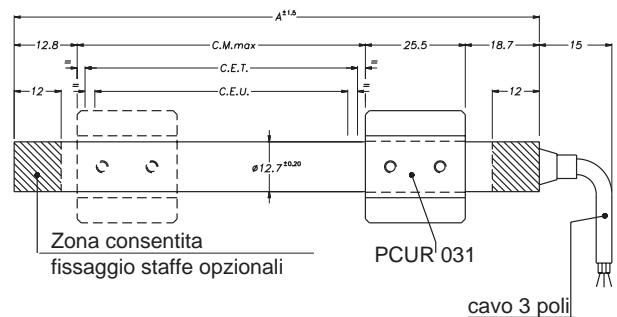 A±1,5
12.8
C.M.max
25.5
18.7
15
=
C.E.T.
=
=
12
C.E.U.
=
12
ø12.7±0.20
Zona consentita
fissaggio staffe opzionali
PCUR 031
cavo 3 poli